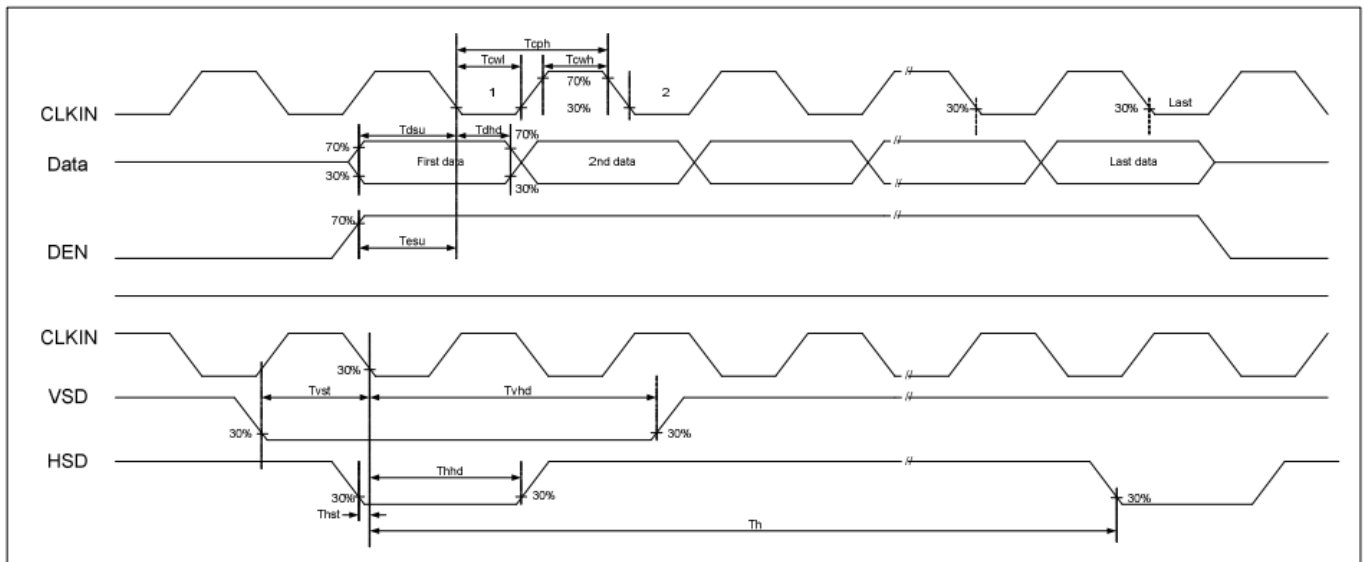 Tcph
Tcwl
Tcwh
70%
1
2
30%
30%
30%
Last
CLKIN
Tdsu
Tdhd
70%
70%
Data
First data
2nd data
Last data
30%
30%
70%
DEN
Tesu
CLKIN
30%
VSD
Tvst
Tvhd
30%
30%
HSD
Thhd
30%
30%
30%
Thst
Th